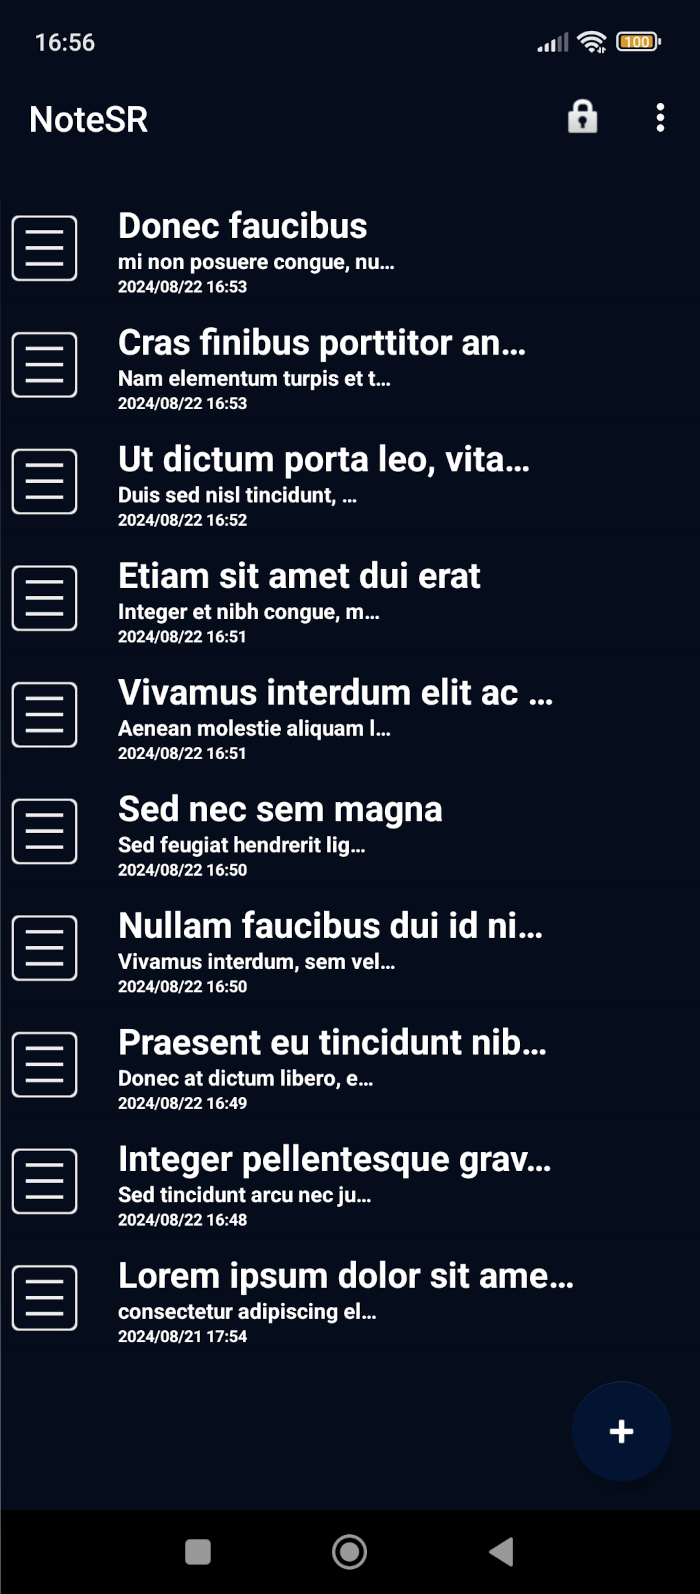 16:56
100
NoteSR
Donec faucibus
mi non posuere congue, nu...
2024/08/22 16:53
Cras finibus porttitor an...
Nam elementum turpis et t...
2024/08/22 16:53
Ut dictum porta leo, vita...
Duis sed nisl tincidunt, ...
2024/08/22 16:52
Etiam sit amet dui erat
Integer et nibh congue, m...
2024/08/22 16:51
Vivamus interdum elit ac ...
Aenean molestie aliquam l...
2024/08/22 16:51
Sed nec sem magna
Sed feugiat hendrerit lig...
2024/08/22 16:50
Nullam faucibus dui id ni...
Vivamus interdum, sem vel...
2024/08/22 16:50
Praesent eu tincidunt nib...
Donec at dictum libero, e...
2024/08/22 16:49
Integer pellentesque grav...
Sed tincidunt arcu nec ju...
2024/08/22 16:48
Lorem ipsum dolor sit ame...
consectetur adipiscing el...
2024/08/21 17:54
+